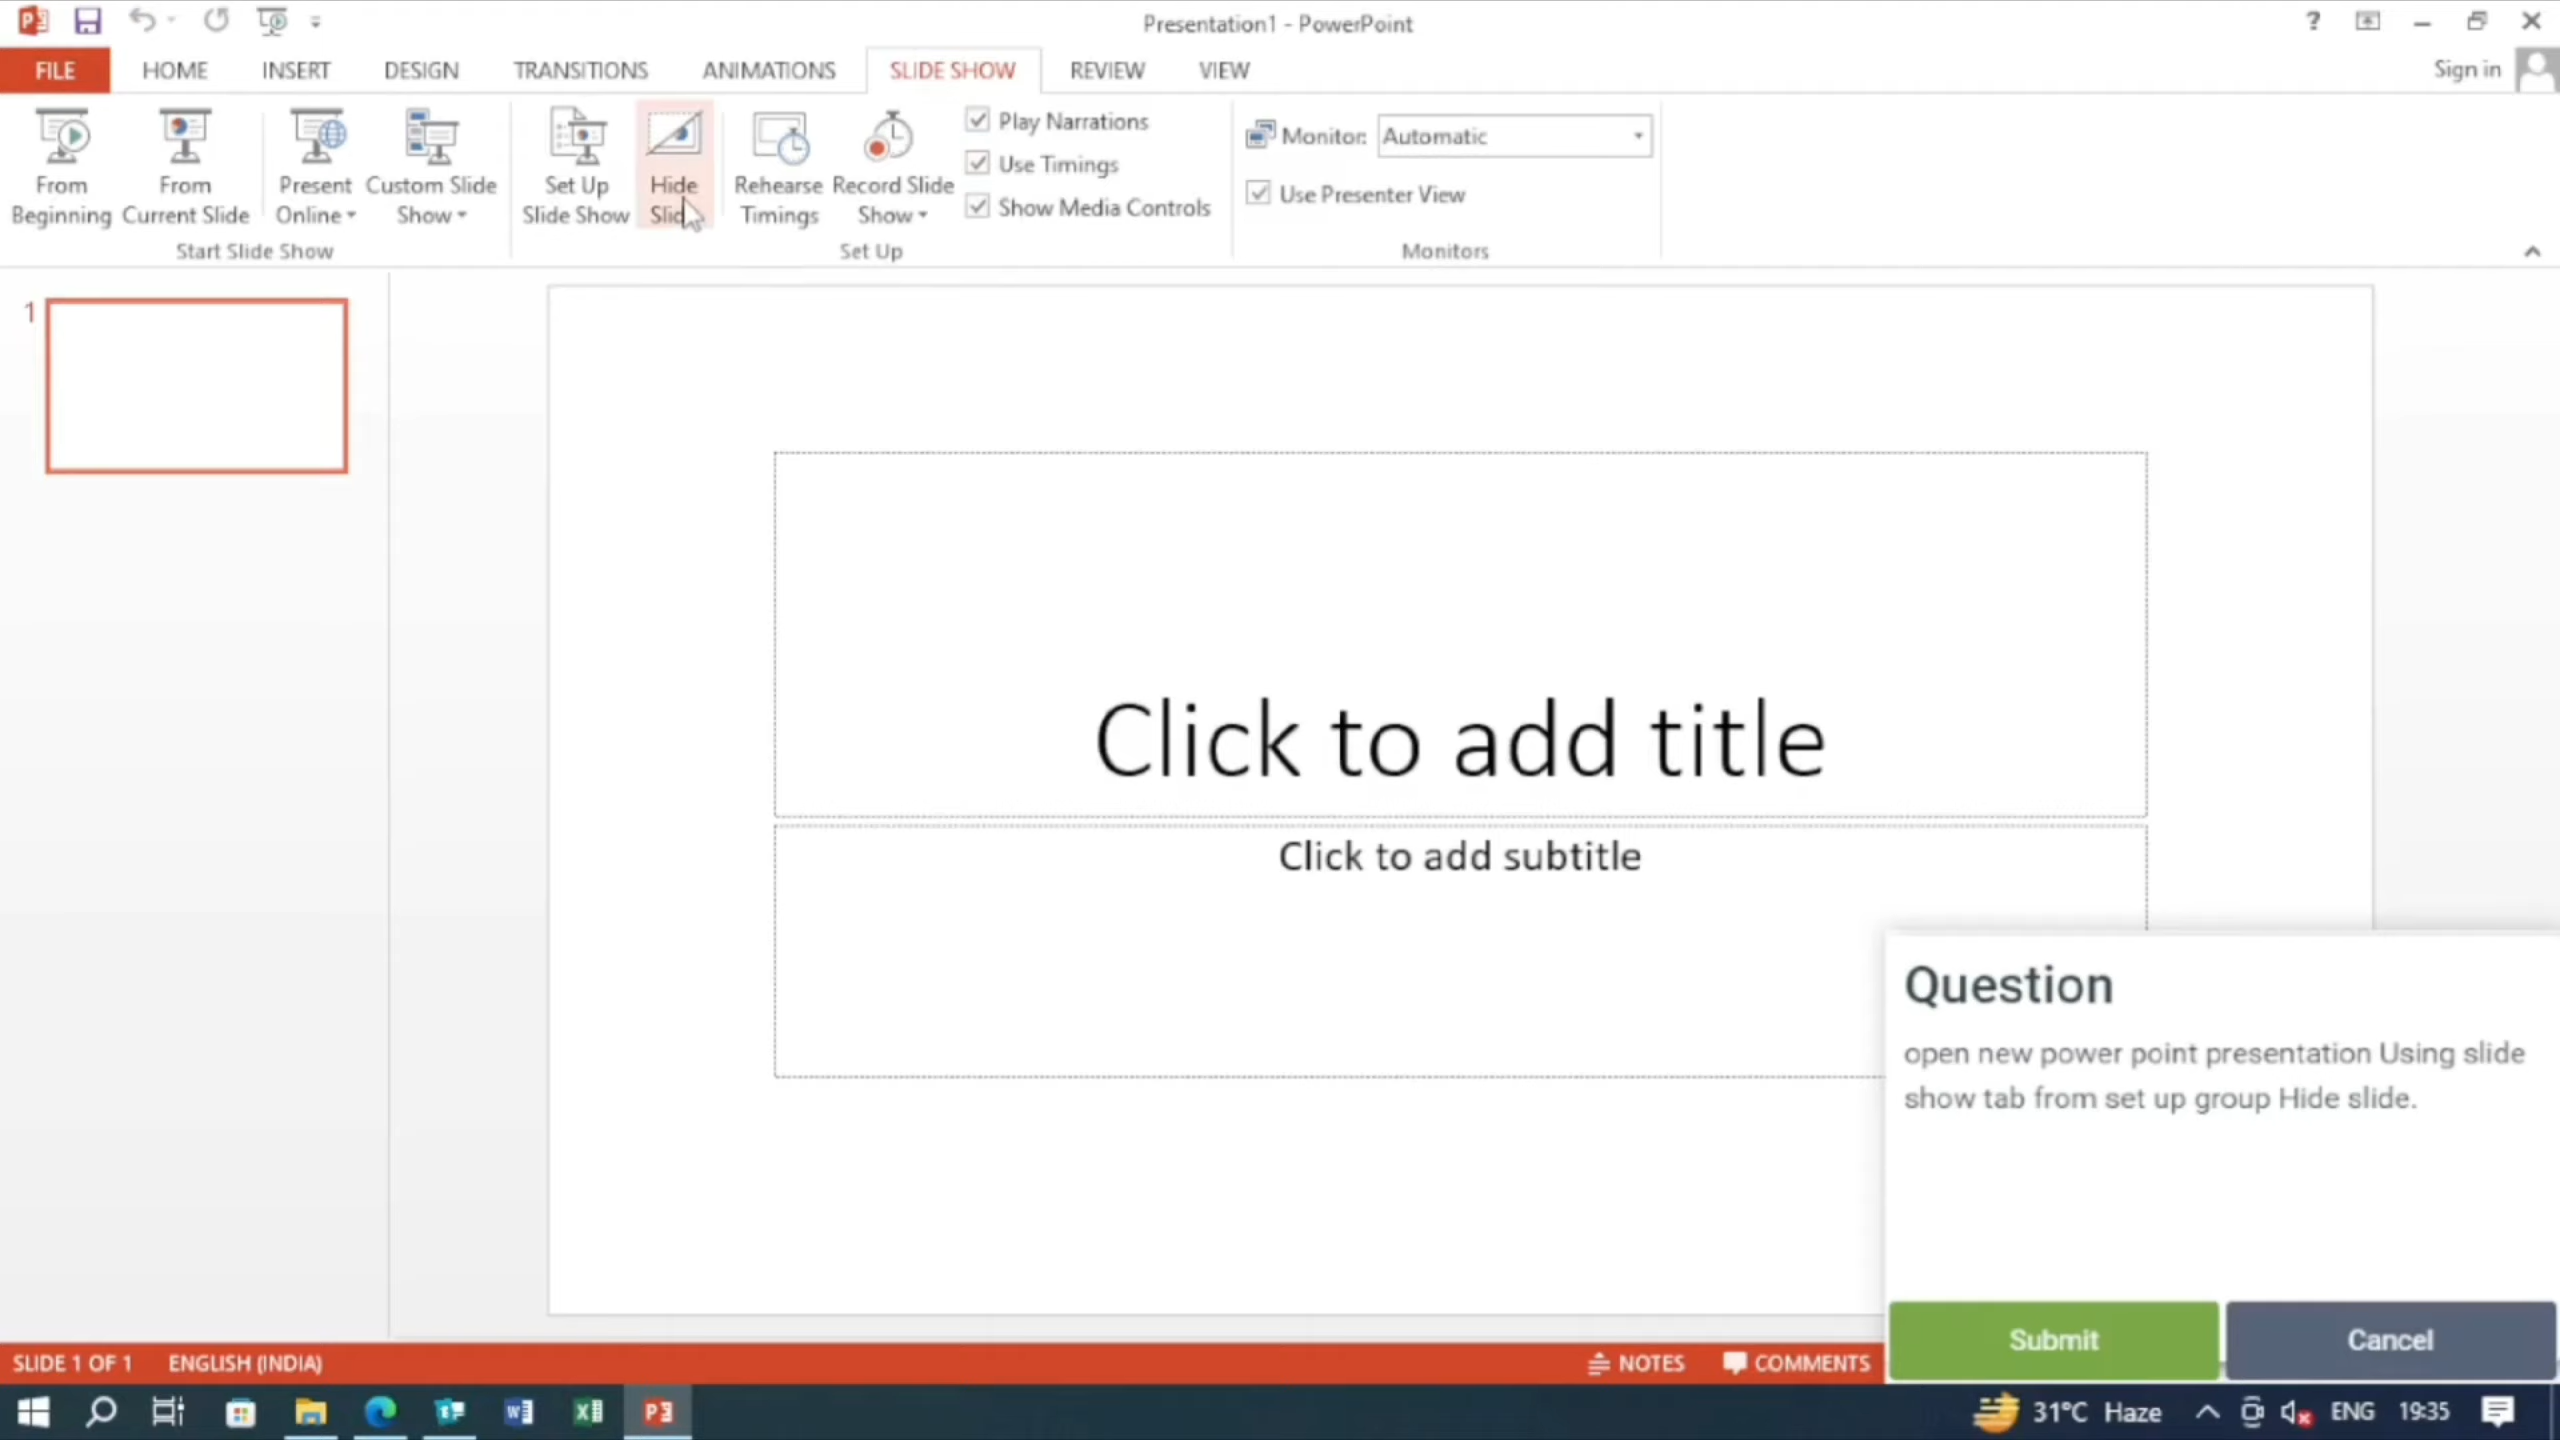 Presentation1 - PowerPoint
FILE HOME INSERT DESIGN TRANSITIONS ANIMATIONS SLIDE SHOW REVIEW VIEW Sign in
From Beginning
From Current Slide
Present Online
Custom Slide Show
Start Slide Show
Set Up Slide Show
Hide
Rehearse Timings
Record Slide Show
Play Narrations
Use Timings
Show Media Controls
Set Up
Monitor: Automatic
Use Presenter View
Monitors
1
Click to add title
Click to add subtitle
Question
open new power point presentation Using slide
show tab from set up group Hide slide.
Submit Cancel
SLIDE 1 OF 1 ENGLISH (INDIA) NOTES COMMENTS
31°C Haze ENG 19:35